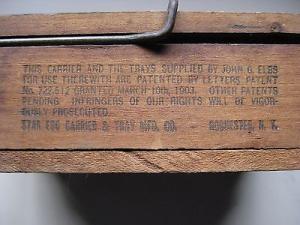 THIS CARRIER AND THE TRAYS SUPPLIED BY JOHN G. ELBS
FOR USE THEREWITH ARE PATENTED BY LETTERS PATENT
No. 722,512 GRANTED MARCH 10th, 1903. OTHER PATENTS
PENDING. INFRINGERS OF OUR RIGHTS WILL BE VIGOR-
OUSLY PROSECUTED.
STAR EGG CARRIER & TRAY MFG. CO. ROCHESTER, N. Y.